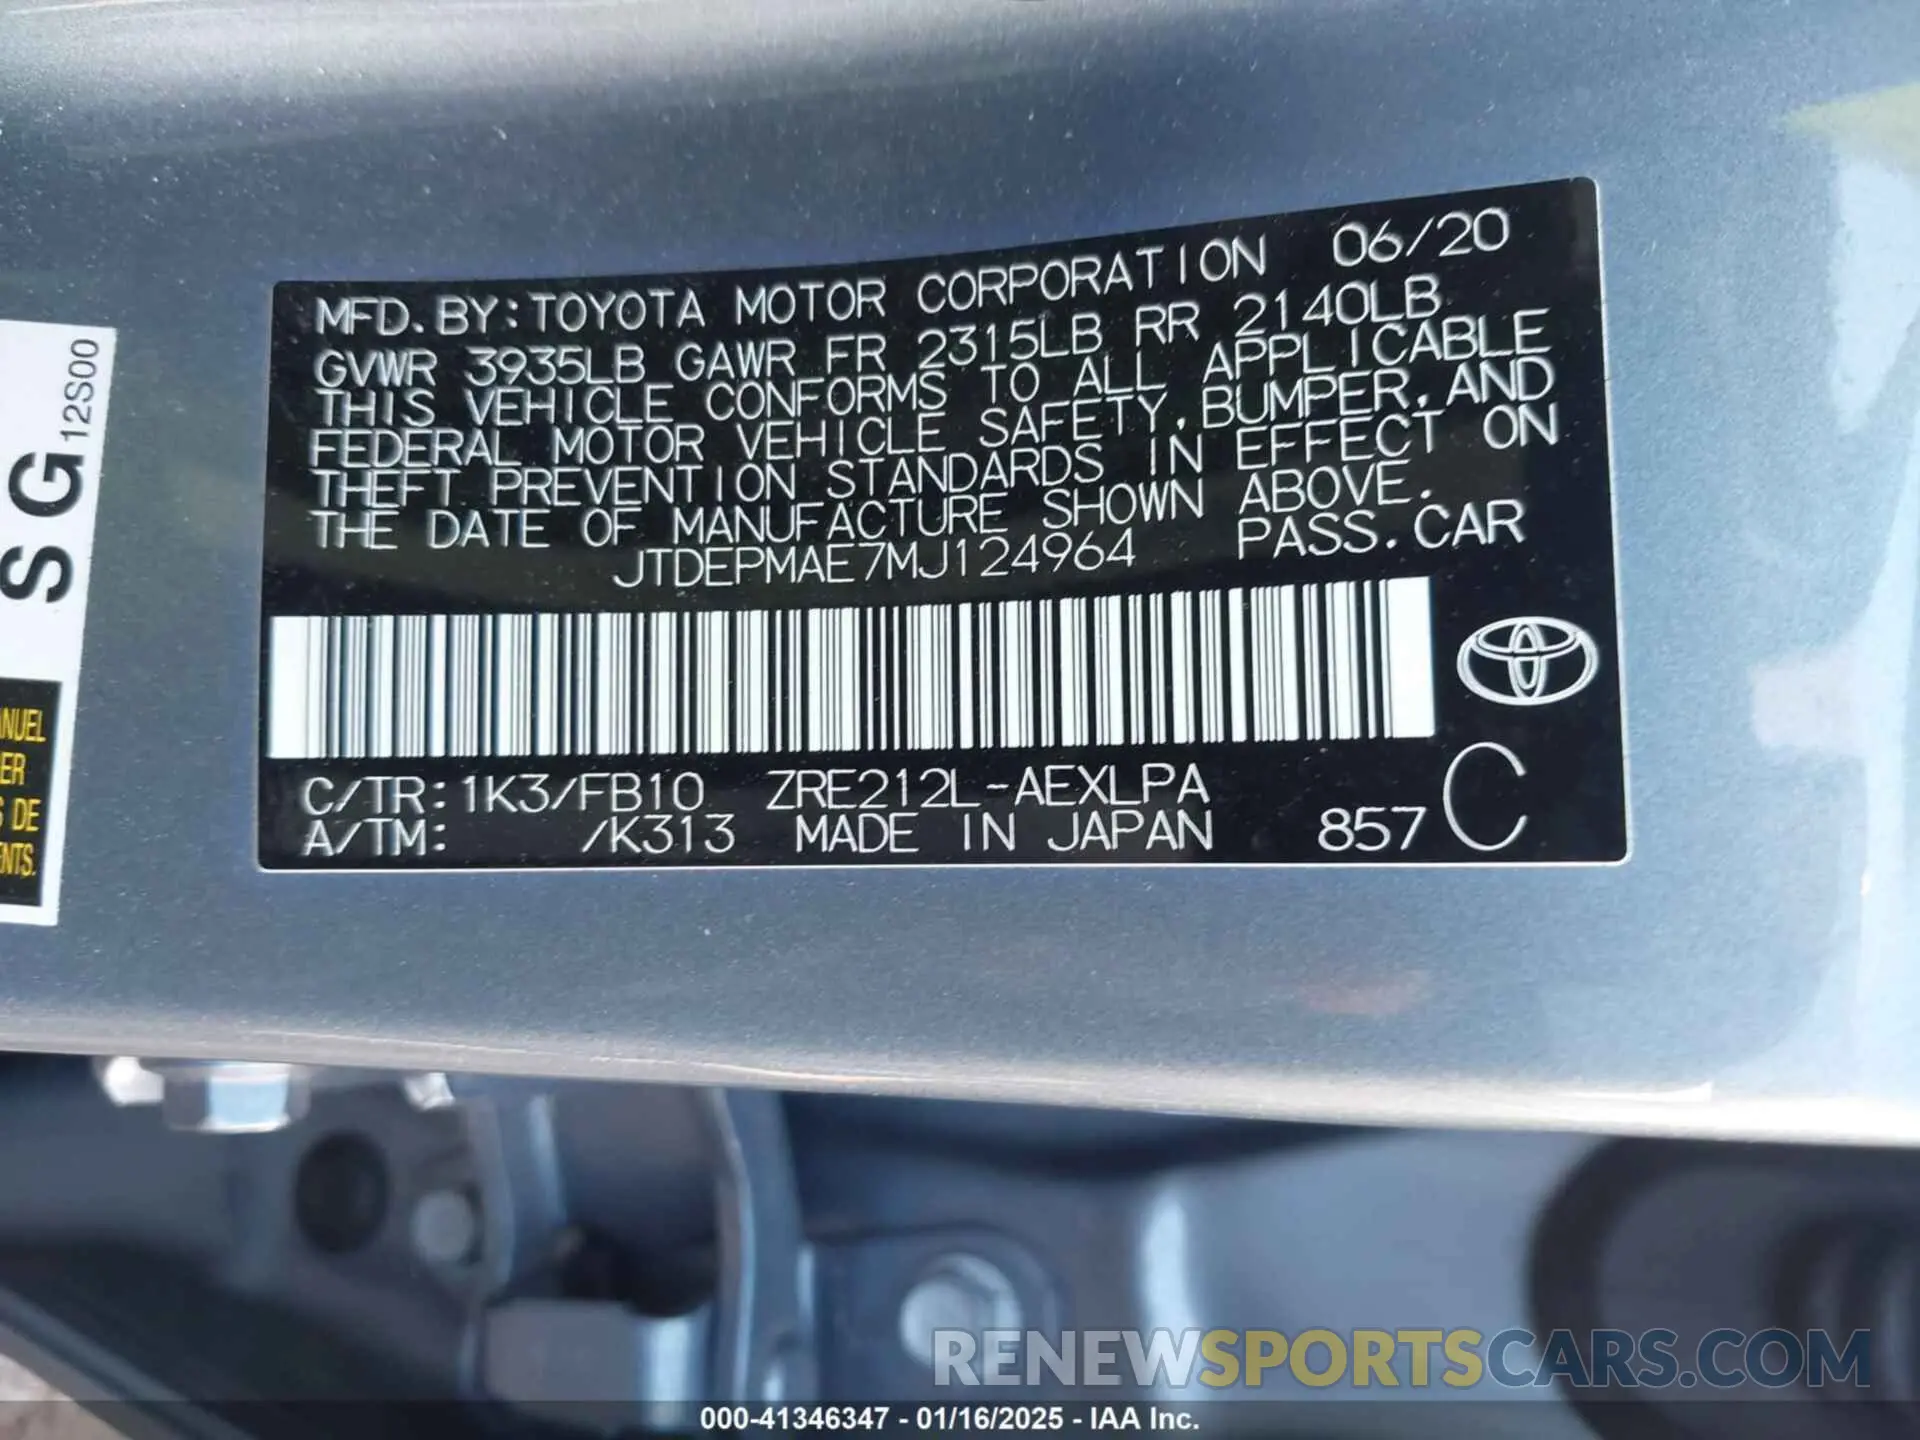 MFD. BY: TOYOTA MOTOR CORPORATION 06/20
GVWR 3935LB GAWR FR 2315LB RR 2140LB
THIS VEHICLE CONFORMS TO ALL APPLICABLE
FEDERAL MOTOR VEHICLE SAFETY, BUMPER, AND
THEFT PREVENTION STANDARDS IN EFFECT ON
THE DATE OF MANUFACTURE SHOWN ABOVE.
JTDEPMAE7MJ124964 PASS. CAR
C/TR: 1K3/FB10 ZRE212L-AEXLPA
A/TM: /K313 MADE IN JAPAN 857 C
SG 12S00
DE
RENEWSPORTSCARS.COM
000-41346347 - 01/16/2025 - IAA Inc.